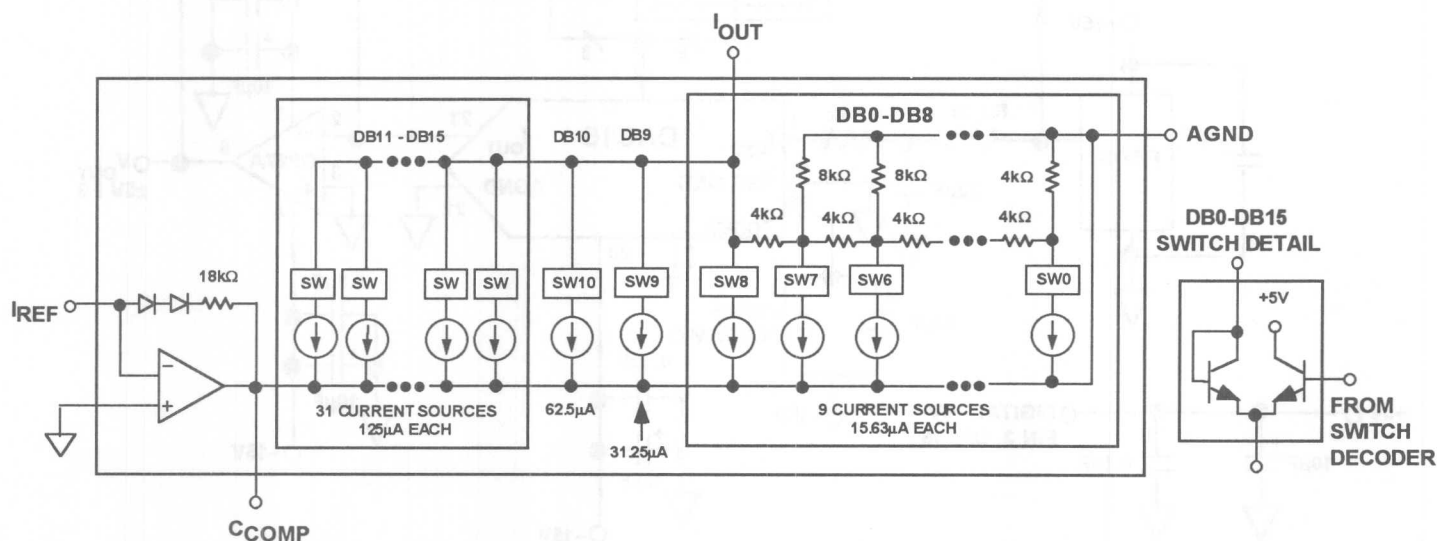 IOUT
DB11 - DB15
DB10
DB9
DB0-DB8
AGND
8kΩ
8kΩ
4kΩ
4kΩ
4kΩ
4kΩ
4kΩ
DB0-DB15
SWITCH DETAIL
+5V
IREF
18kΩ
SW
SW
SW
SW
SW10
SW9
SW8
SW7
SW6
SW0
−
+
31 CURRENT SOURCES
125µA EACH
62.5µA
31.25µA
9 CURRENT SOURCES
15.63µA EACH
FROM
SWITCH
DECODER
CCOMP